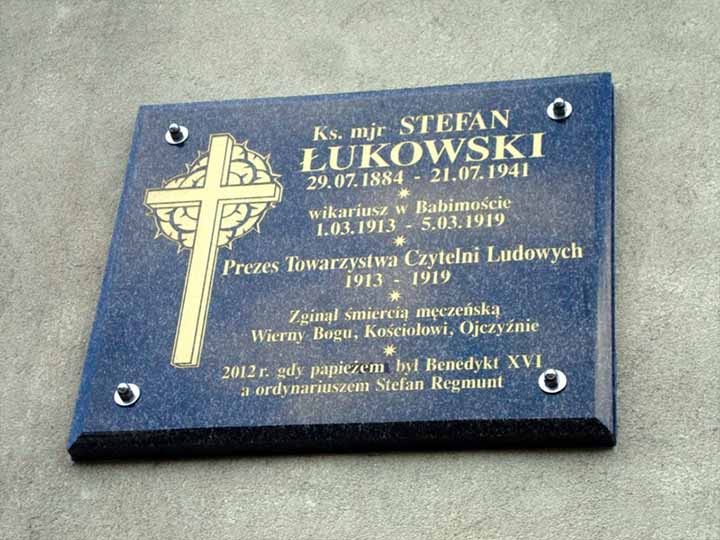 Ks. mjr STEFAN
ŁUKOWSKI
29.07.1884 - 21.07.1941
wikariusz w Babimoście
1.03.1913 - 5.03.1919
Prezes Towarzystwa Czytelni Ludowych
1913 - 1919
Zginął śmiercią męczeńską
Wierny Bogu, Kościołowi, Ojczyźnie
2012 r. gdy papieżem był Benedykt XVI
a ordynariuszem Stefan Regmunt